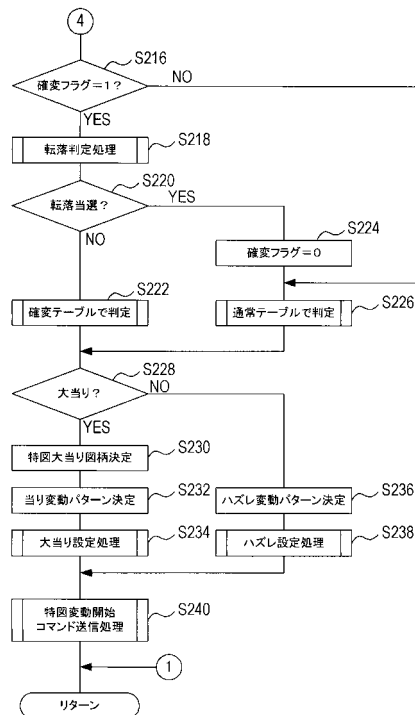 4
S216
確変フラグ=1?
NO
YES
転落判定処理
S218
S220
転落当選?
YES
NO
S224
確変フラグ=0
S222
確変テーブルで判定
通常テーブルで判定
S226
S228
大当り?
NO
YES
特図大当り図柄決定
S230
当り変動パターン決定
S232
ハズレ変動パターン決定
S236
大当り設定処理
S234
ハズレ設定処理
S238
特図変動開始
コマンド送信処理
S240
1
リターン